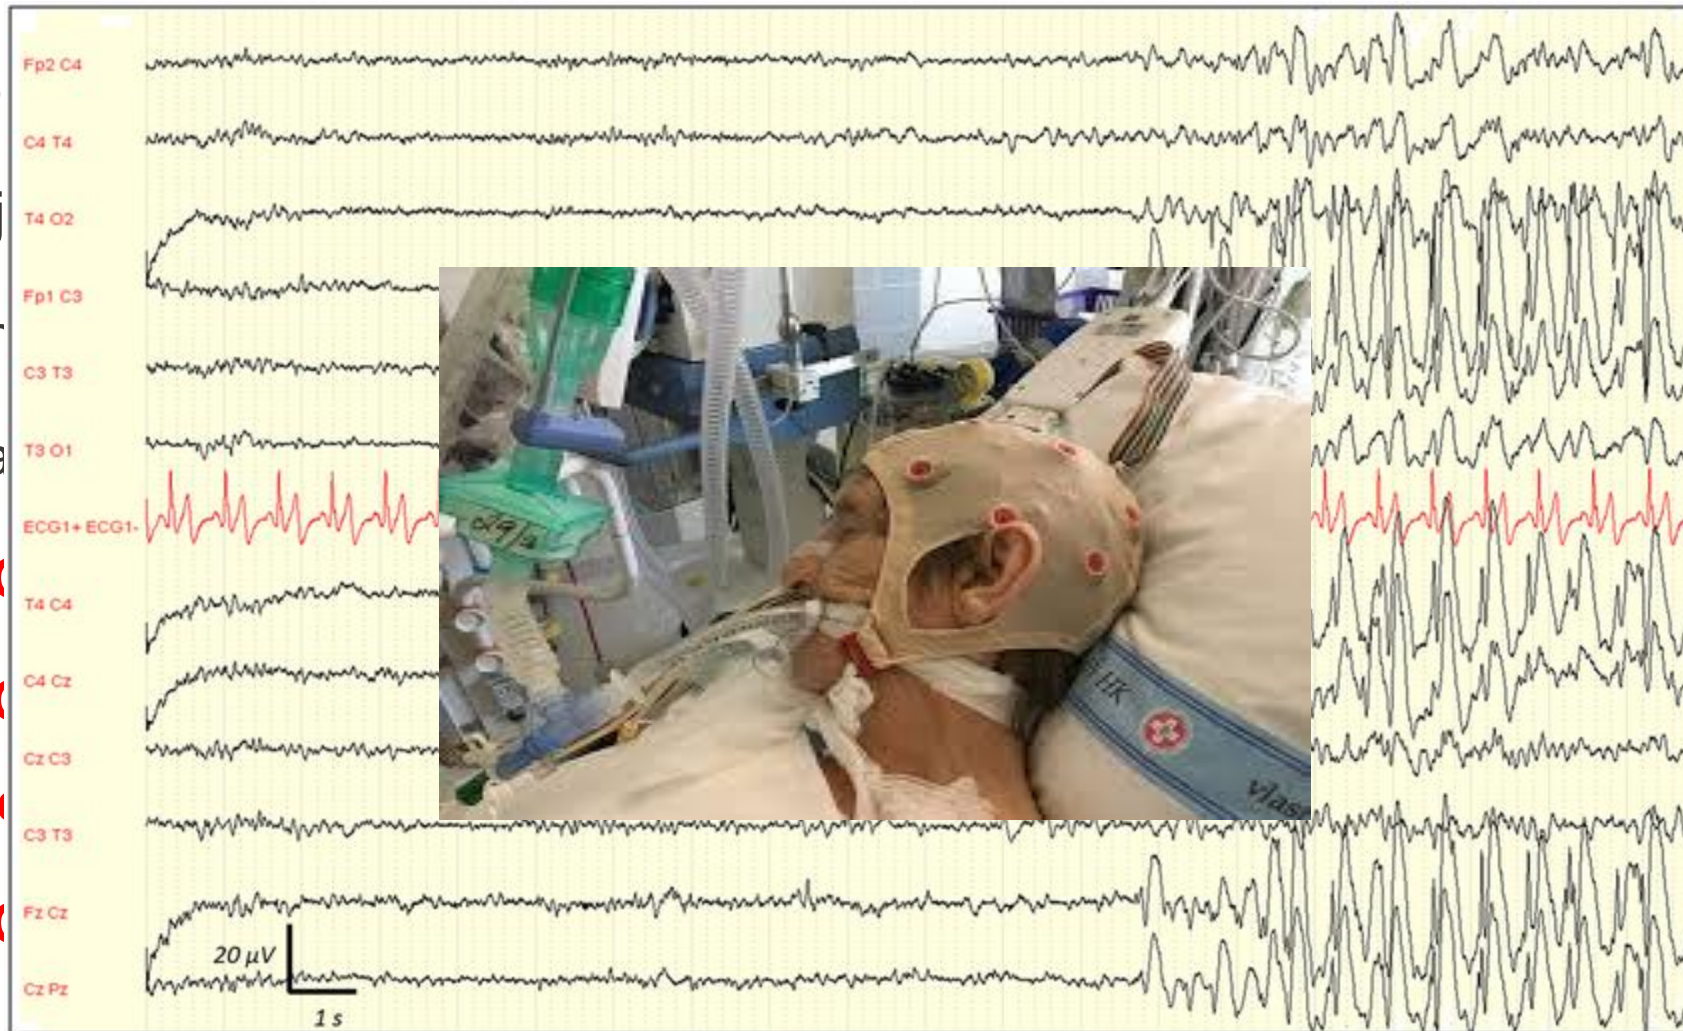 Fp2 C4
C4 T4
T4 O2
Fp1 C3
C3 T3
T3 O1
ECG1+ ECG1-
T4 C4
C4 Cz
Cz C3
C3 T3
Fz Cz
20 µV
Cz Pz
1 s
HK